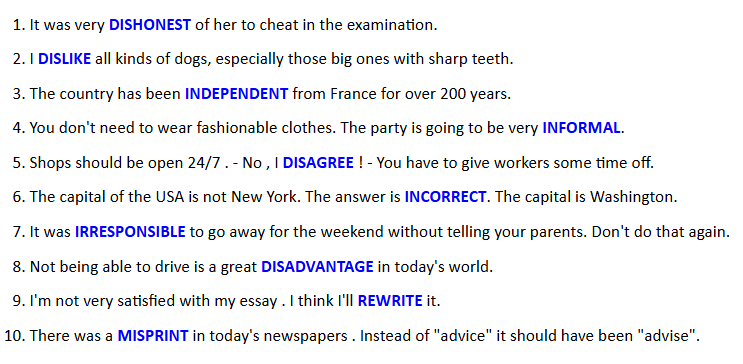 1. It was very DISHONEST of her to cheat in the examination.
2. I DISLIKE all kinds of dogs, especially those big ones with sharp teeth.
3. The country has been INDEPENDENT from France for over 200 years.
4. You don't need to wear fashionable clothes. The party is going to be very INFORMAL.
5. Shops should be open 24/7 . - No , I DISAGREE ! - You have to give workers some time off.
6. The capital of the USA is not New York. The answer is INCORRECT. The capital is Washington.
7. It was IRRESPONSIBLE to go away for the weekend without telling your parents. Don't do that again.
8. Not being able to drive is a great DISADVANTAGE in today's world.
9. I'm not very satisfied with my essay . I think I'll REWRITE it.
10. There was a MISPRINT in today's newspapers . Instead of "advice" it should have been "advise".